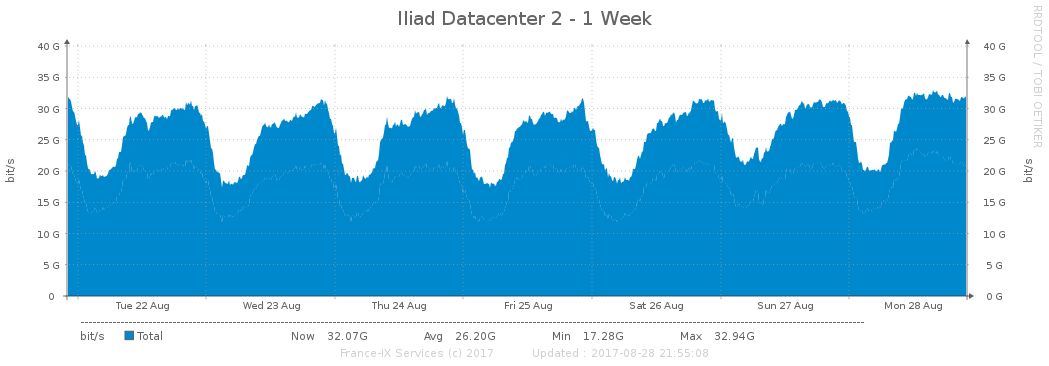 Iliad Datacenter 2 - 1 Week
RRDTOOL / TOBI OETIKER
40 G 40 G
35 G 35 G
30 G 30 G
25 G 25 G
20 G 20 G
15 G 15 G
10 G 10 G
5 G 5 G
0 0 G
bit/s
bit/s
Tue 22 Aug Wed 23 Aug Thu 24 Aug Fri 25 Aug Sat 26 Aug Sun 27 Aug Mon 28 Aug
bit/s Total Now 32.07G Avg 26.20G Min 17.28G Max 32.94G
France-IX Services (c) 2017 Updated : 2017-08-28 21:55:08